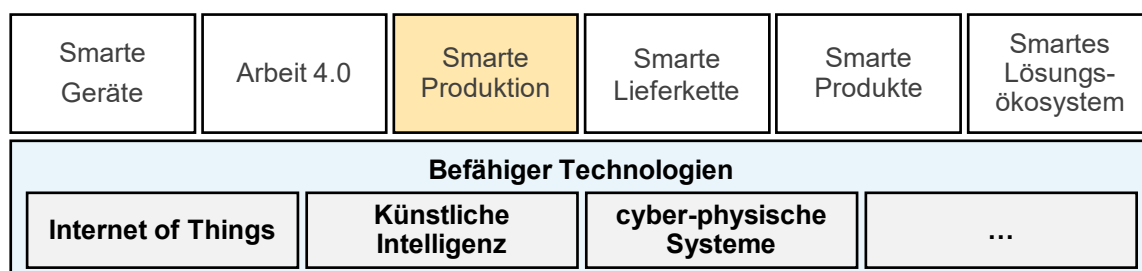 Smarte
Geräte
Arbeit 4.0
Smarte
Produktion
Smarte
Lieferkette
Smarte
Produkte
Smartes
Lösungs-
ökosystem
Befähiger Technologien
Internet of Things
Künstliche
Intelligenz
cyber-physische
Systeme
…